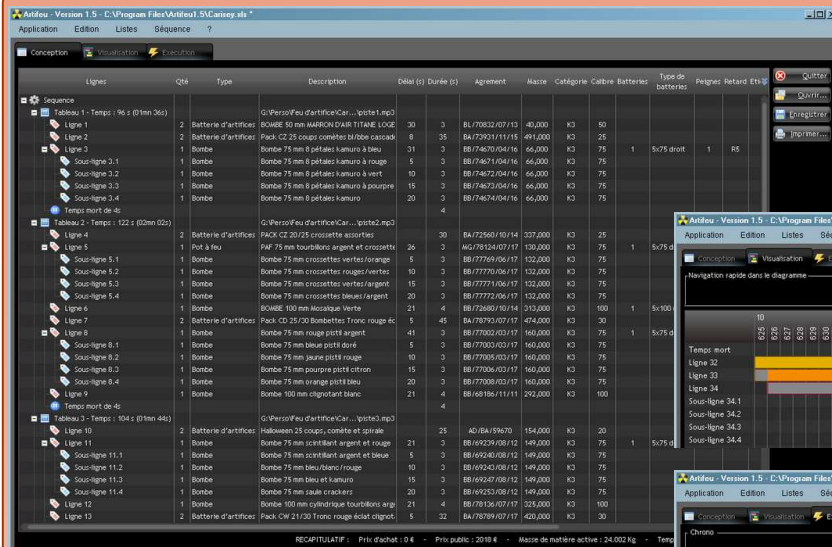 Artifeu - Version 1.5 - C:\Program Files\Artifeu1.5\Carisey.xls *
Application Edition Listes Séquence ?
Conception Visualisation Execution
Lignes Qté Type Description Délai (s) Durée (s) Agrement Masse Catégorie Calibre Batteries Type de batteries Peignes Retard Eti
Quitter
Ouvrir...
Enregistrer
Imprimer...
Sequence
Tableau 1 - Temps : 96 s (01mn 36s) G:\Perso\Feu d'artifice\Car...\piste1.mp3
Ligne 1 2 Batterie d'artifices BOMBE 50 mm MARRON D'AIR TITANE LOGE 30 3 BL/70832/07/13 40,000 K3 50
Ligne 2 2 Batterie d'artifices Pack CZ 25 coups comètes bl/bbe cascade 8 35 BA/73931/11/15 491,000 K3 25
Ligne 3 1 Bombe Bombe 75 mm 8 pétales kamuro à bleu 31 3 BB/74670/04/16 66,000 K3 75 1 5x75 droit 1 R5
Sous-ligne 3.1 1 Bombe Bombe 75 mm 8 pétales kamuro à rouge 5 3 BB/74671/04/16 66,000 K3 75
Sous-ligne 3.2 1 Bombe Bombe 75 mm 8 pétales kamuro à vert 10 3 BB/74672/04/16 66,000 K3 75
Sous-ligne 3.3 1 Bombe Bombe 75 mm 8 pétales kamuro à pourpre 15 3 BB/74673/04/16 66,000 K3 75
Sous-ligne 3.4 1 Bombe Bombe 75 mm 8 pétales kamuro 20 3 BB/74674/04/16 66,000 K3 75
Temps mort de 4s 4
Tableau 2 - Temps : 122 s (02mn 02s) G:\Perso\Feu d'artifice\Car...\piste2.mp3
Ligne 4 2 Batterie d'artifices PACK CZ 20/25 crossette assorties 30 BA/72560/10/14 337,000 K3 25
Ligne 5 1 Pot à feu PAF 75 mm tourbillons argent et crossette 26 3 MG/78124/07/17 130,000 K3 75 1 5x75 d
Sous-ligne 5.1 1 Bombe Bombe 75 mm crossettes vertes/orange 5 3 BB/77769/06/17 132,000 K3 75
Sous-ligne 5.2 1 Bombe Bombe 75 mm crossettes rouges/vertes 10 3 BB/77770/06/17 132,000 K3 75
Sous-ligne 5.3 1 Bombe Bombe 75 mm crossettes vertes/argent 15 3 BB/77771/06/17 132,000 K3 75
Sous-ligne 5.4 1 Bombe Bombe 75 mm crossettes bleues/argent 20 3 BB/77772/06/17 132,000 K3 75
Ligne 6 1 Bombe BOMBE 100 mm Mosaïque Verte 21 4 BB/72680/10/14 313,000 K3 100 1 5x100
Ligne 7 2 Batterie d'artifices Pack CD 25/30 Bombettes Tronc rouge éc 5 45 BA/78793/07/17 474,000 K3 30
Ligne 8 1 Bombe Bombe 75 mm rouge pistil argent 41 3 BB/77002/03/17 160,000 K3 75 1 5x75 d
Sous-ligne 8.1 1 Bombe Bombe 75 mm bleue pistil doré 5 3 BB/77003/03/17 160,000 K3 75
Sous-ligne 8.2 1 Bombe Bombe 75 mm jaune pistil rouge 10 3 BB/77005/03/17 160,000 K3 75
Sous-ligne 8.3 1 Bombe Bombe 75 mm pourpre pistil citron 15 3 BB/77006/03/17 160,000 K3 75
Sous-ligne 8.4 1 Bombe Bombe 75 mm orange pistil bleu 20 3 BB/77008/03/17 160,000 K3 75
Ligne 9 1 Bombe Bombe 100 mm clignotant blanc 21 4 BB/68186/11/11 292,000 K3 100
Temps mort de 4s 4
Tableau 3 - Temps : 104 s (01mn 44s) G:\Perso\Feu d'artifice\Car...\piste3.mp3
Ligne 10 2 Batterie d'artifices Halloween 25 coups, comète et spirale 25 AD/BA/59670 154,000 K3 20
Ligne 11 1 Bombe Bombe 75 mm scintillant argent et rouge 21 3 BB/69239/08/12 149,000 K3 75 1 5x75 d
Sous-ligne 11.1 1 Bombe Bombe 75 mm scintillant argent et bleue 5 3 BB/69240/08/12 149,000 K3 75
Sous-ligne 11.2 1 Bombe Bombe 75 mm bleu/blanc/rouge 10 3 BB/69243/08/12 149,000 K3 75
Sous-ligne 11.3 1 Bombe Bombe 75 mm bleu et kamuro 15 3 BB/69247/08/12 149,000 K3 75
Sous-ligne 11.4 1 Bombe Bombe 75 mm saule crackers 20 3 BB/69253/08/12 149,000 K3 75
Ligne 12 1 Bombe Bombe 100 mm cylindrique tourbillons arge 21 4 BB/78136/07/17 325,000 K3 100
Ligne 13 2 Batterie d'artifices Pack CW 21/30 Tronc rouge éclat clignot. 5 32 BA/78789/07/17 420,000 K3 30
RECAPITULATIF : Prix d'achat : 0 € - Prix public : 2018 € - Masse de matière active : 24.002 Kg - Temp
Artifeu - Version 1.5 - C:\Program Files
Application Edition Listes Sé
Conception Visualisation E
Navigation rapide dans le diagramme
10
625 626 627 628 629 630
Temps mort
Ligne 32
Ligne 33
Ligne 34
Sous-ligne 34.1
Sous-ligne 34.2
Sous-ligne 34.3
Sous-ligne 34.4
Artifeu - Version 1.5 - C:\Program Files
Application Edition Listes Sé
Conception Visualisation E
Chrono